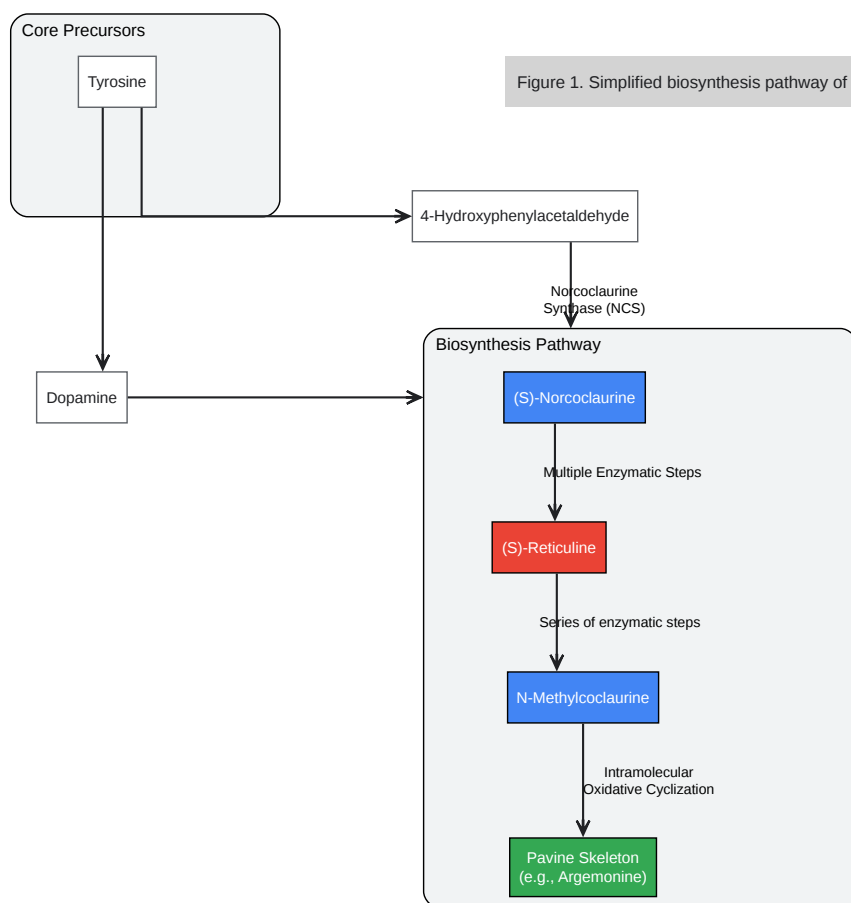 Core Precursors
Tyrosine
Figure 1. Simplified biosynthesis pathway of
4-Hydroxyphenylacetaldehyde
Norcoclaurine
Synthase (NCS)
Biosynthesis Pathway
Dopamine
(S)-Norcoclaurine
Multiple Enzymatic Steps
(S)-Reticuline
Series of enzymatic steps
N-Methylcoclaurine
Intramolecular
Oxidative Cyclization
Pavine Skeleton
(e.g., Argemonine)